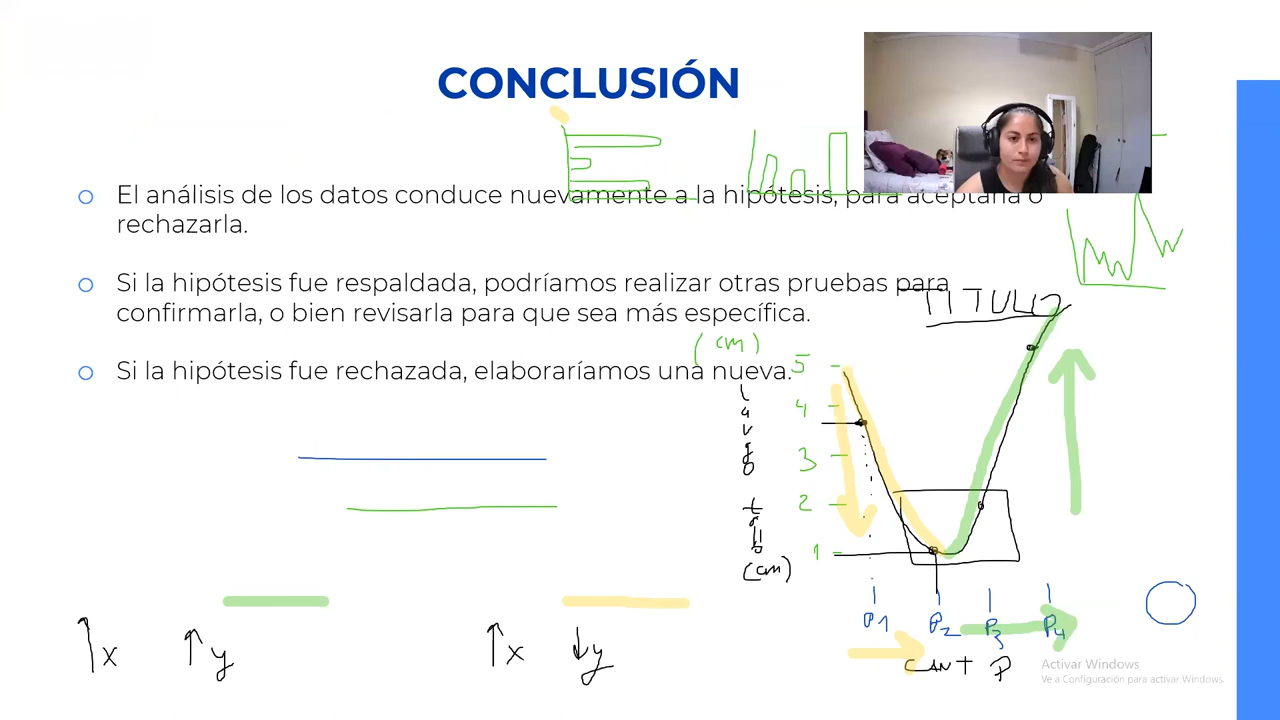 CONCLUSIÓN
El análisis de los datos conduce nuevamente a la hipótesis, para aceptarla o
rechazarla.
Si la hipótesis fue respaldada, podríamos realizar otras pruebas para
confirmarla, o bien revisarla para que sea más específica.
Si la hipótesis fue rechazada, elaboraríamos una nueva.
TITULO
(cm)
5
4
3
2
1
Largo
tallo
(cm)
P1 P2 P3 P4
CANT P
↑x ↑y
↑x ↓y
Activar Windows
Ve a Configuración para activar Windows.